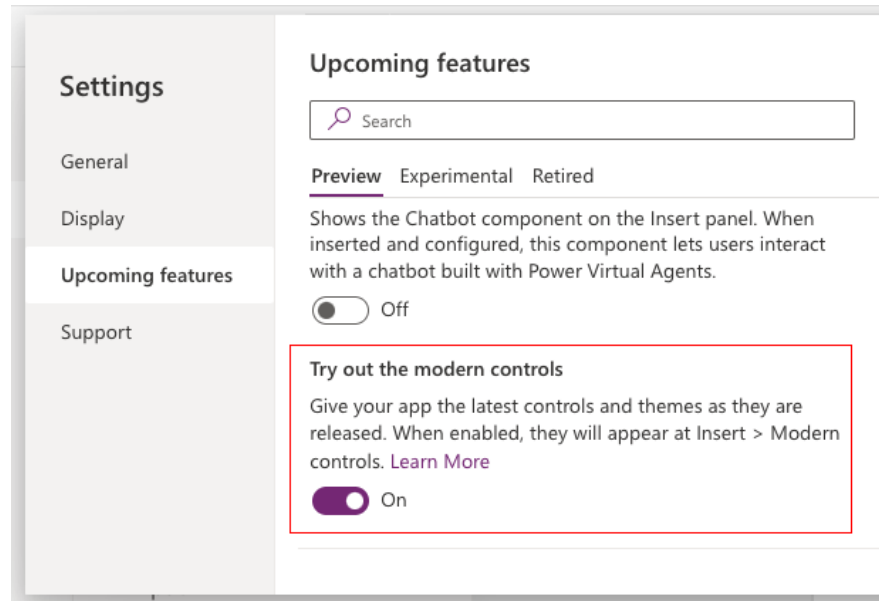 Settings
General
Display
Upcoming features
Support
Upcoming features
Search
Preview Experimental Retired
Shows the Chatbot component on the Insert panel. When
inserted and configured, this component lets users interact
with a chatbot built with Power Virtual Agents.
Off
Try out the modern controls
Give your app the latest controls and themes as they are
released. When enabled, they will appear at Insert > Modern
controls. Learn More
On